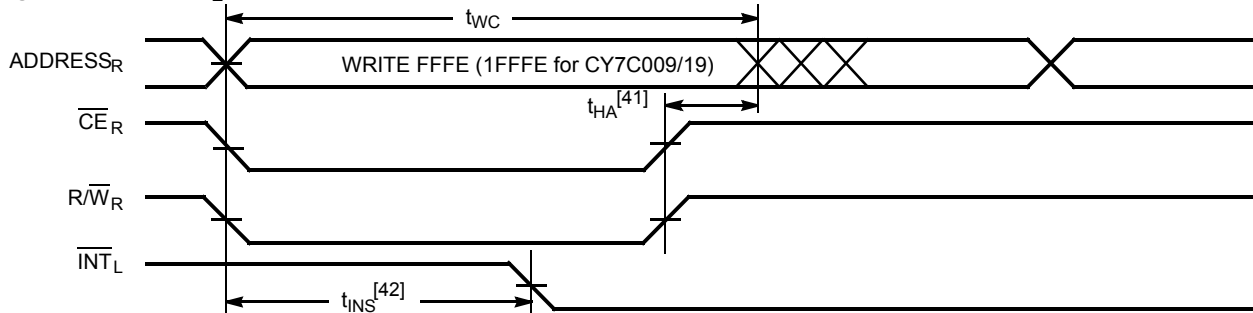 tWC
ADDRESSR
WRITE FFFE (1FFFE for CY7C009/19)
tHA[41]
CER
R/WR
INTL
tINS[42]